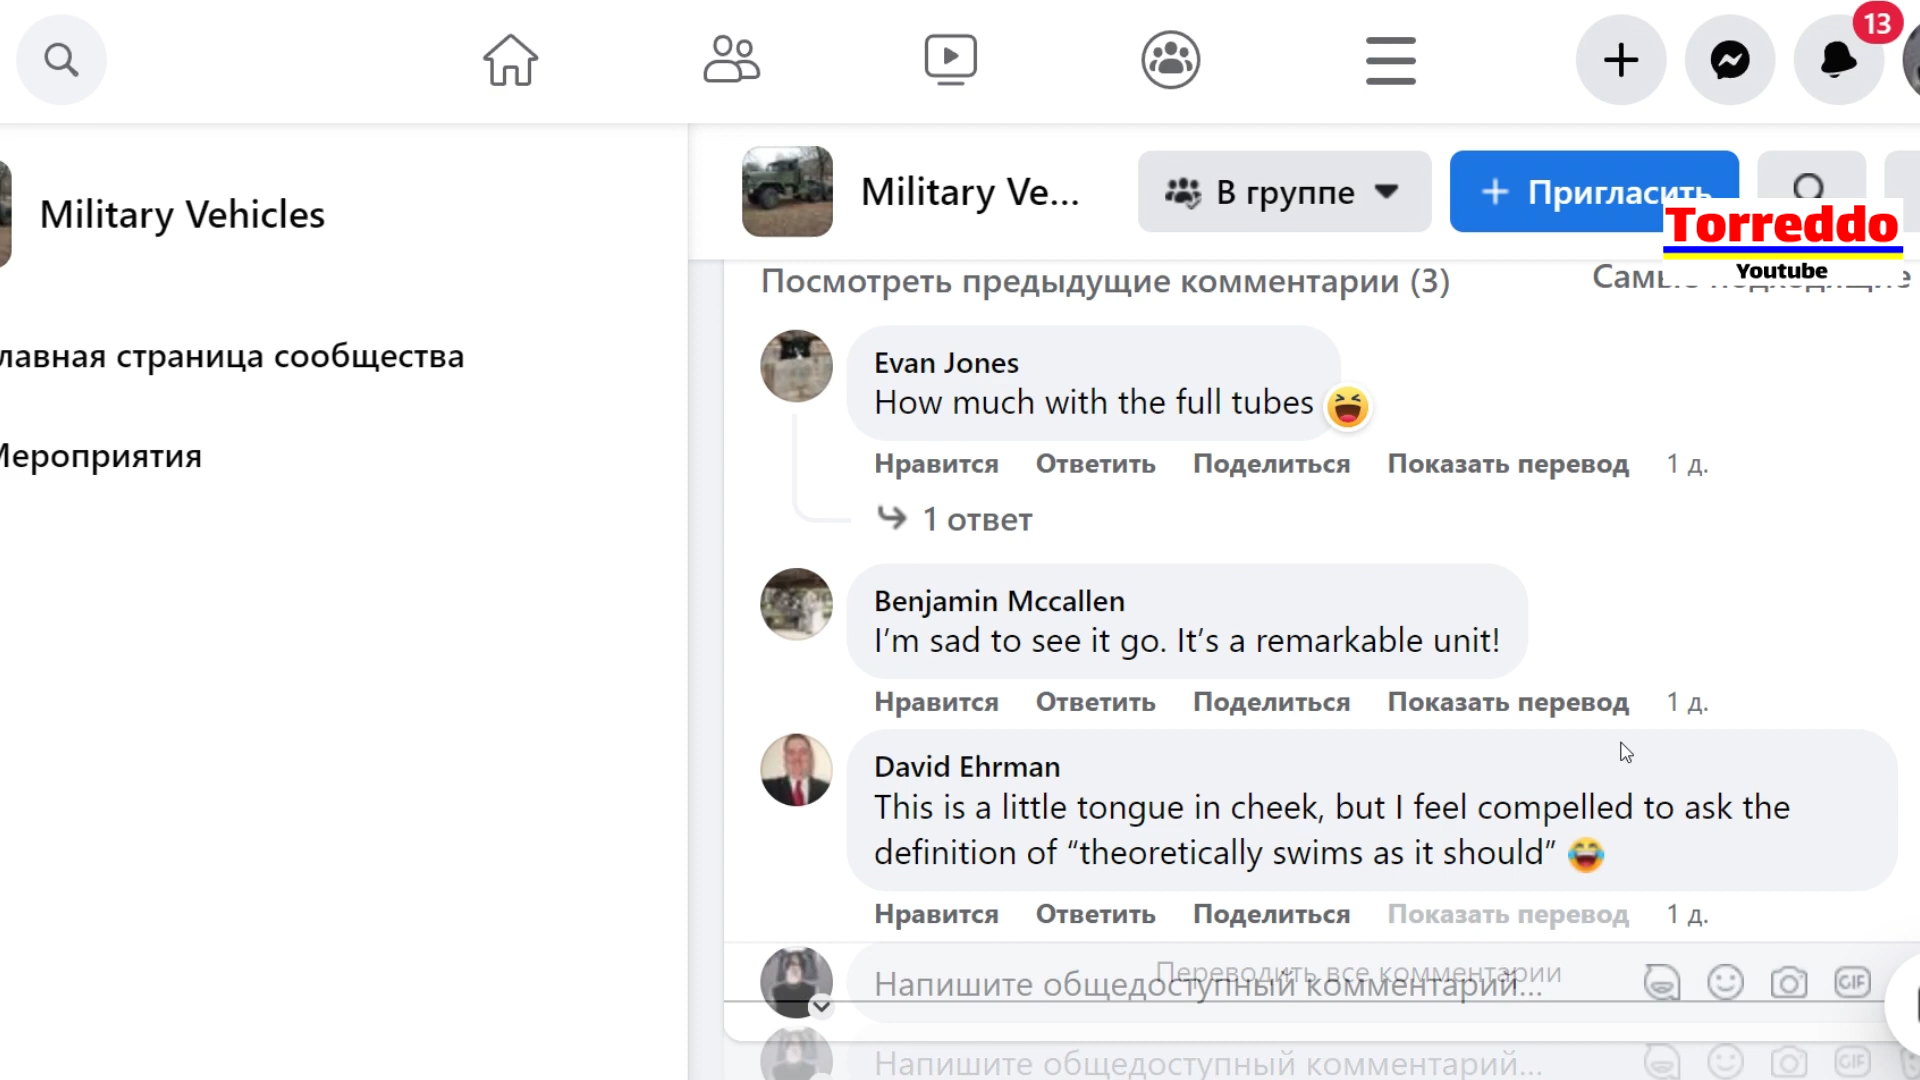 13
Military Vehicles
Military Ve...
В группе
+ Пригласить
Torreddo
Youtube
Посмотреть предыдущие комментарии (3)
лавная страница сообщества
Мероприятия
Evan Jones
How much with the full tubes
Нравится Ответить Поделиться Показать перевод 1 д.
1 ответ
Benjamin Mccallen
I’m sad to see it go. It’s a remarkable unit!
Нравится Ответить Поделиться Показать перевод 1 д.
David Ehrman
This is a little tongue in cheek, but I feel compelled to ask the
definition of “theoretically swims as it should” 😂
Нравится Ответить Поделиться Показать перевод 1 д.
Переводить все комментарии
Напишите общедоступный комментарий...
GIF
Напишите общедоступный комментарий...
GIF